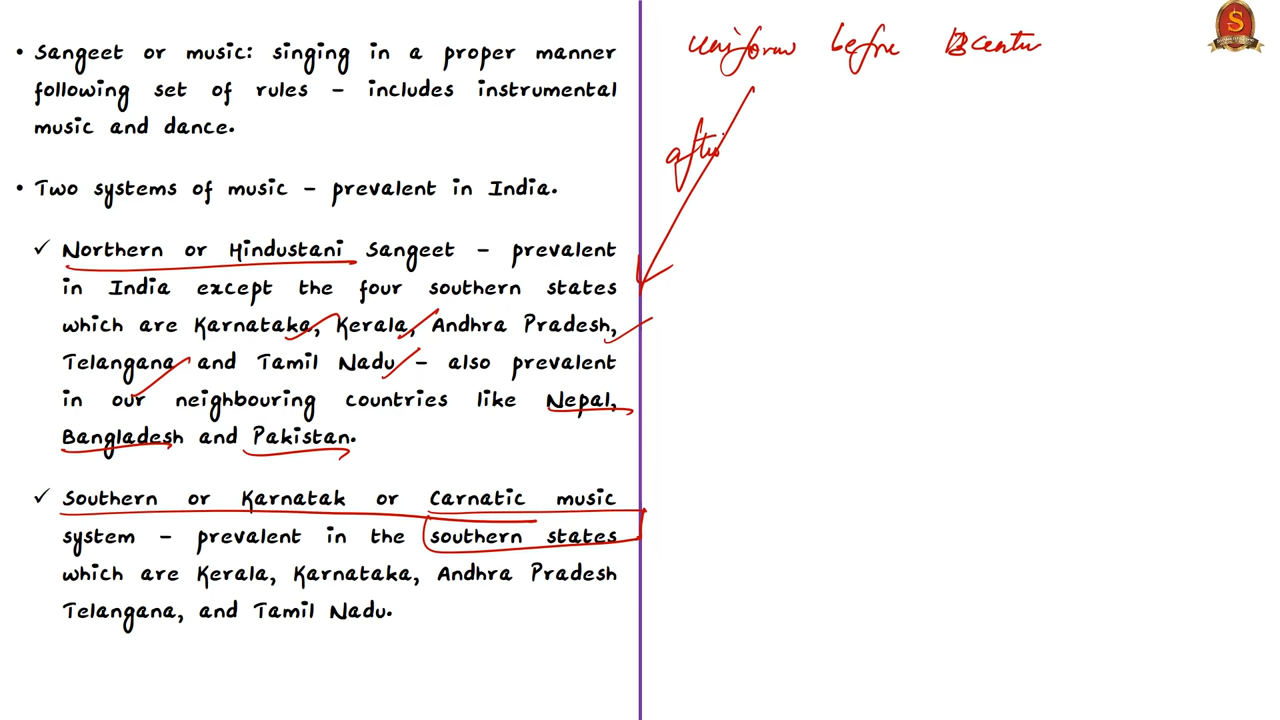 • Sangeet or music: singing in a proper manner
following set of rules – includes instrumental
music and dance.
• Two systems of music – prevalent in India.
✓ Northern or Hindustani Sangeet – prevalent
in India except the four southern states
which are Karnataka, Kerala, Andhra Pradesh,
Telangana and Tamil Nadu – also prevalent
in our neighbouring countries like Nepal,
Bangladesh and Pakistan.
✓ Southern or Karnatak or Carnatic music
system – prevalent in the southern states
which are Kerala, Karnataka, Andhra Pradesh
Telangana, and Tamil Nadu.
uniform before
after
S